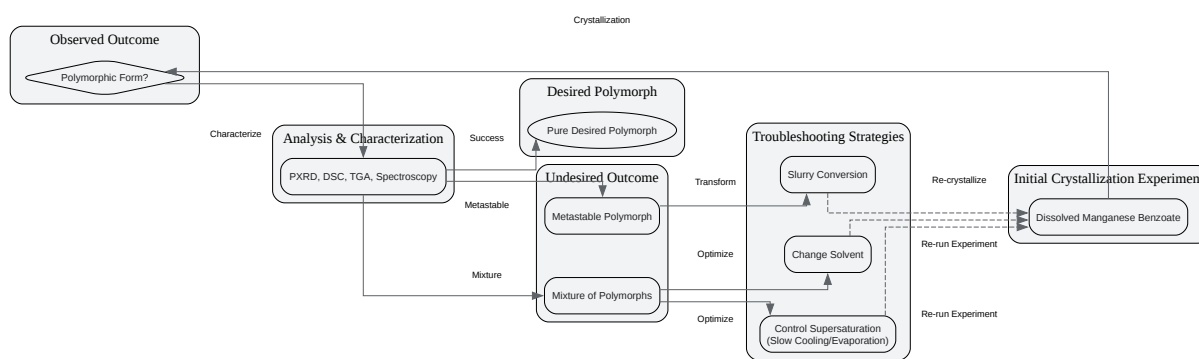 Crystallization
Observed Outcome
Polymorphic Form?
Characterize
Analysis & Characterization
PXRD, DSC, TGA, Spectroscopy
Success
Metastable
Mixture
Desired Polymorph
Pure Desired Polymorph
Undesired Outcome
Metastable Polymorph
Mixture of Polymorphs
Transform
Optimize
Optimize
Troubleshooting Strategies
Slurry Conversion
Change Solvent
Control Supersaturation
(Slow Cooling/Evaporation)
Re-crystallize
Re-run Experiment
Re-run Experiment
Initial Crystallization Experimen
Dissolved Manganese Benzoate